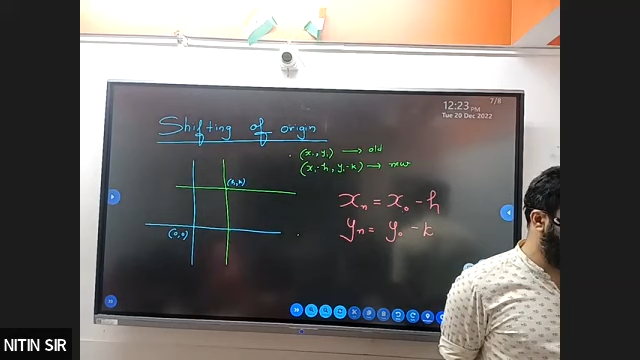 12:23 PM
7/8
Tue 20 Dec 2022
Shifting of origin
(x₁, y₁) → old
(x₁-h, y₁-k) → new
(h, k)
xₙ = x₀ - h
yₙ = y₀ - k
(0,0)
NITIN SIR